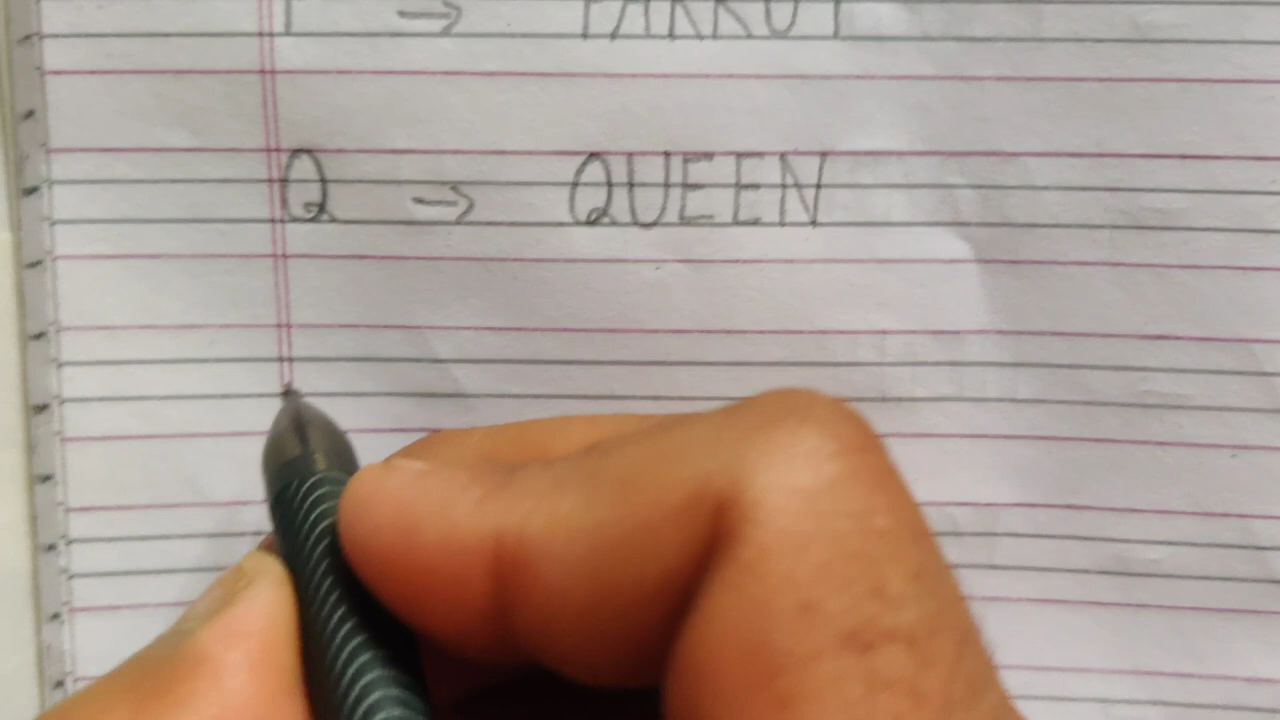 P → PARROT
Q → QUEEN